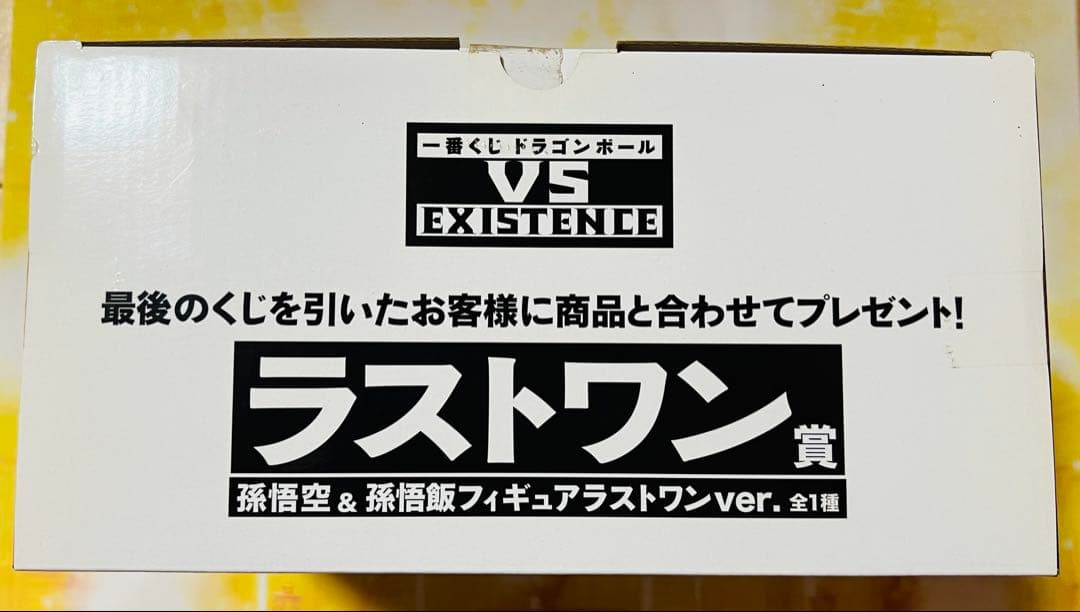 一番くじ ドラゴンボール
VS
EXISTENCE
最後のくじを引いたお客様に商品と合わせてプレゼント!
ラストワン賞
孫悟空 & 孫悟飯フィギュアラストワンver. 全1種